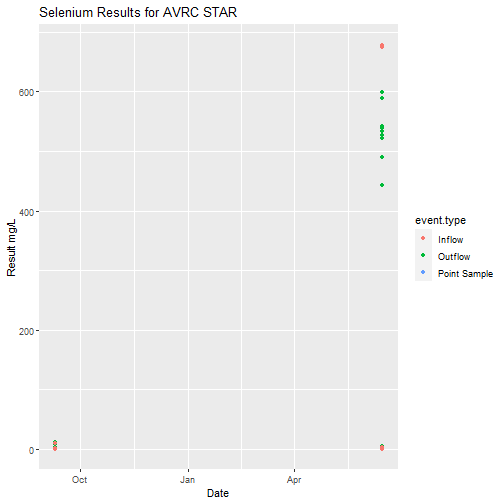 Selenium Results for AVRC STAR
600
400
200
0
Result mg/L
Oct
Jan
Apr
Date
event.type
Inflow
Outflow
Point Sample